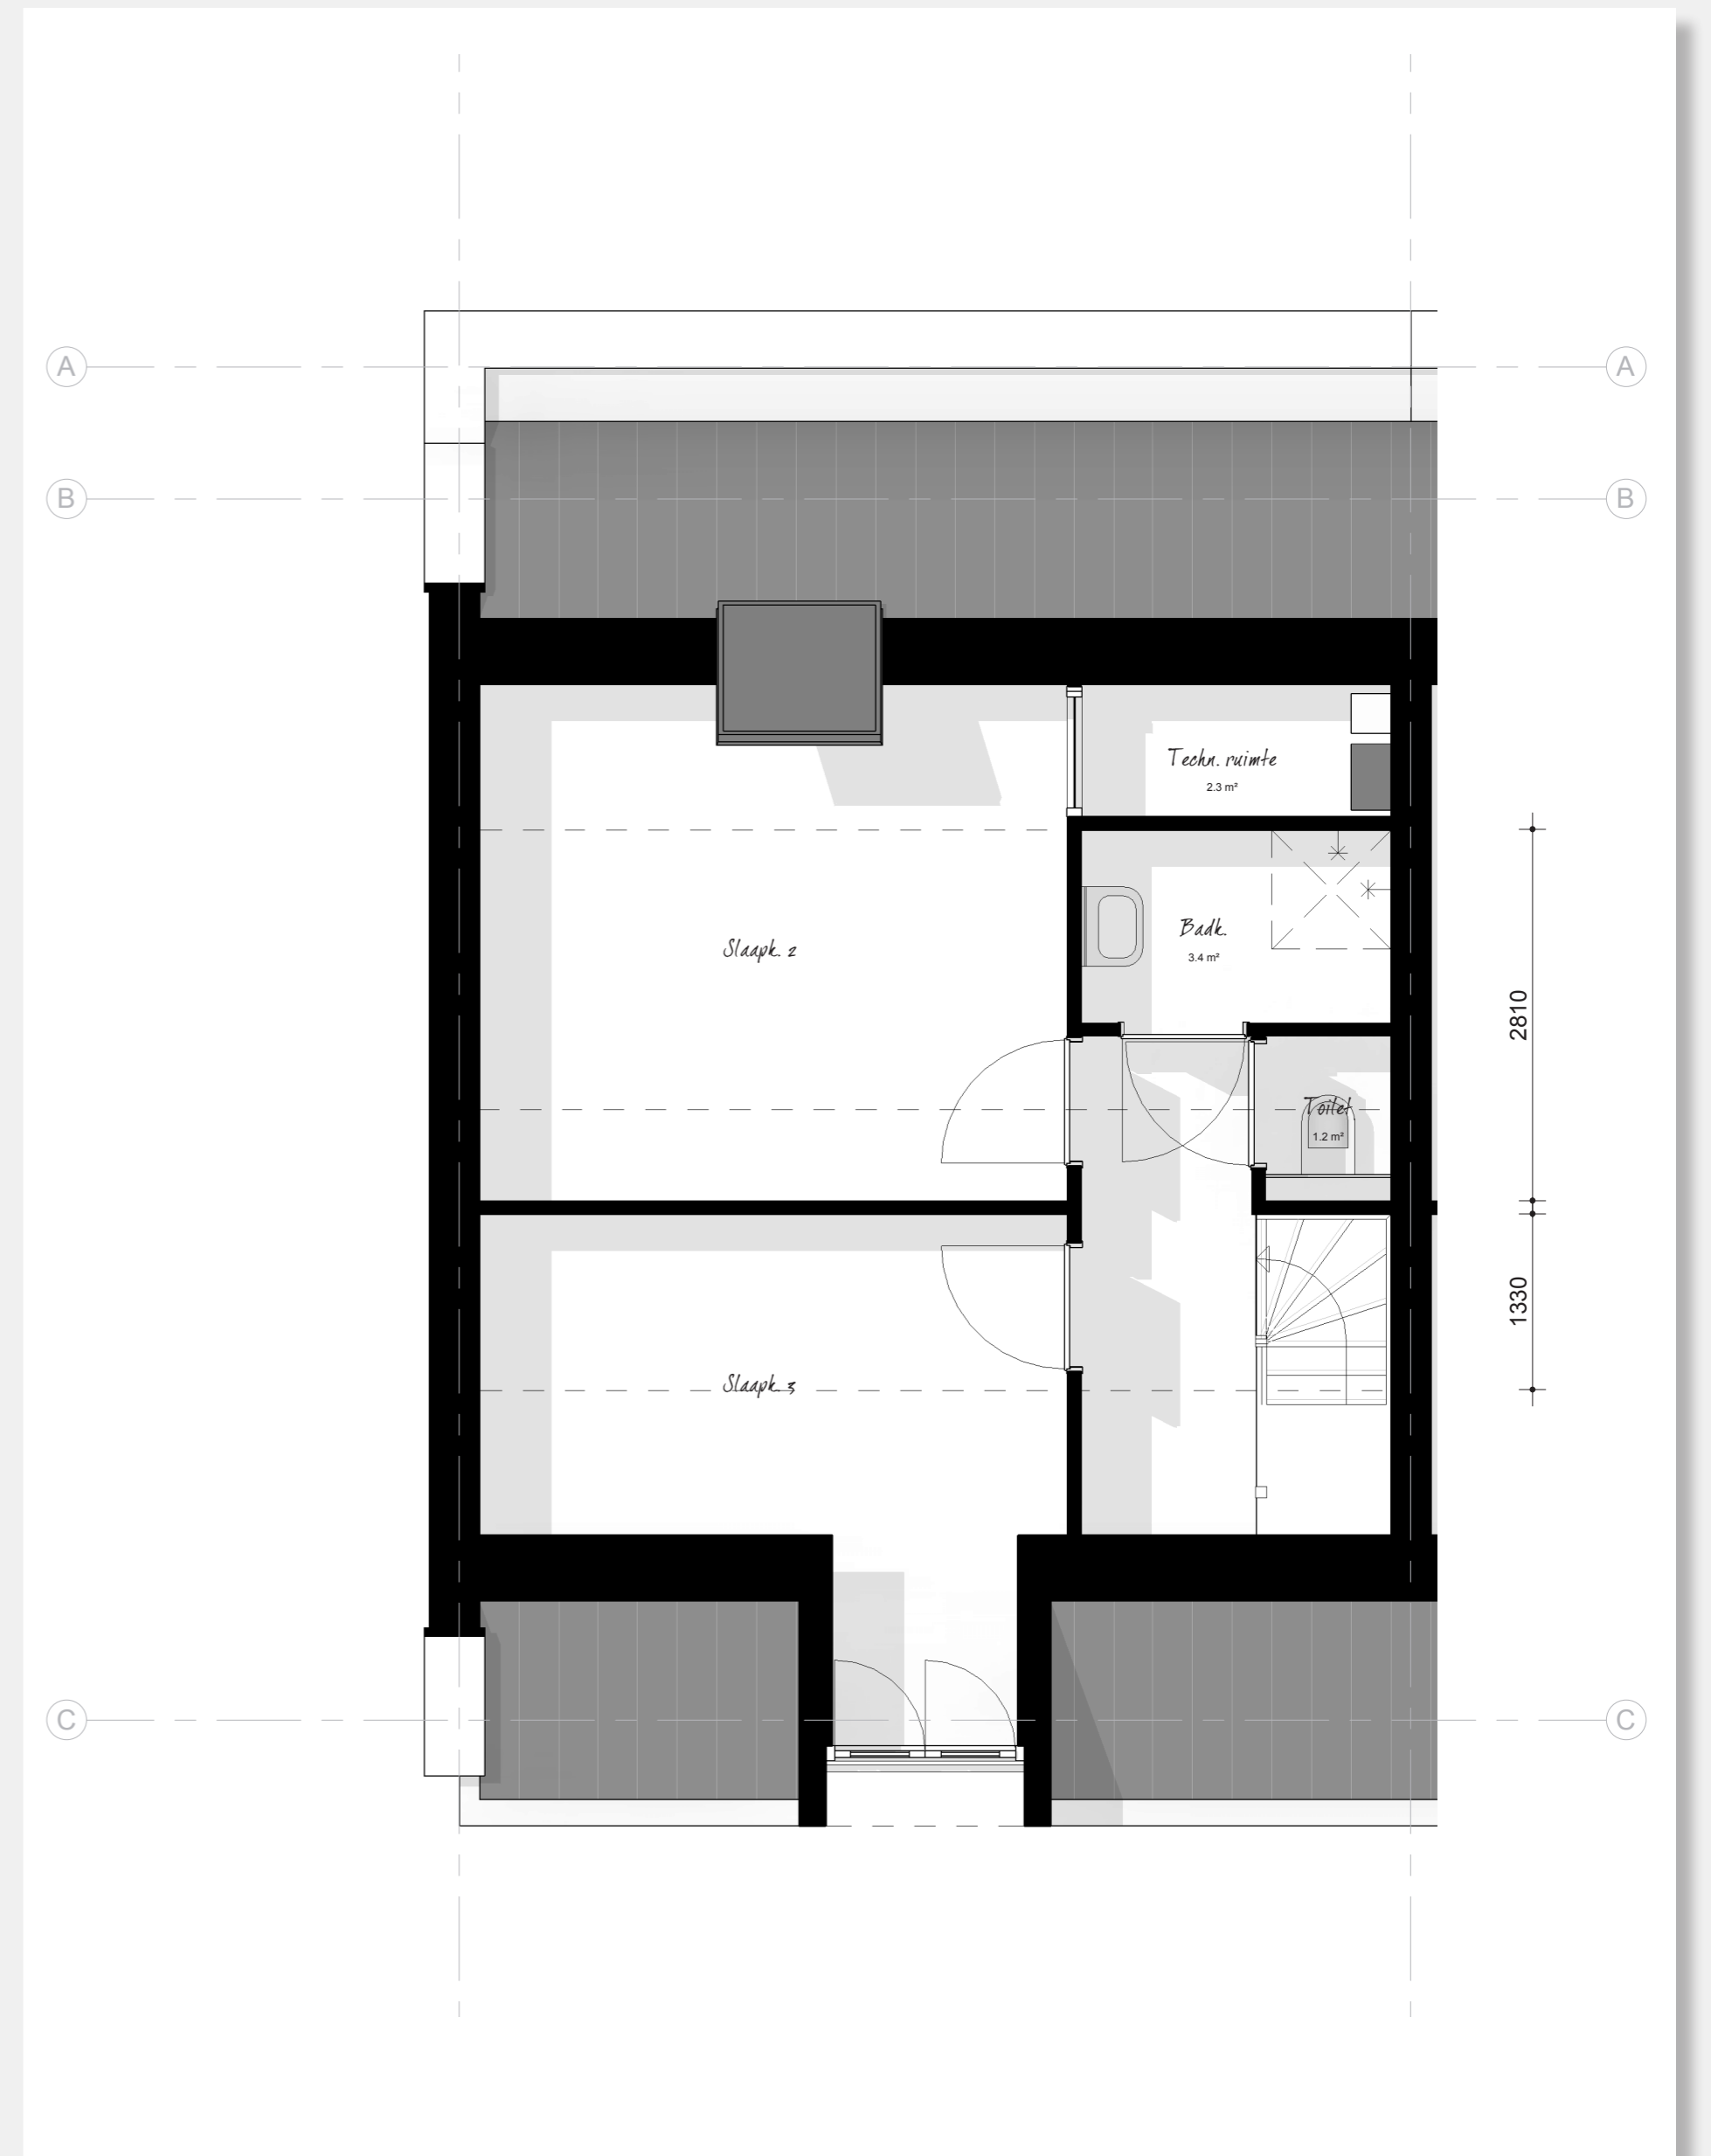 A
A
B
B
Techn. ruimte
2.3 m²
Badk.
3.4 m²
Slaapk. 2
2810
Toilet
1.2 m²
1330
Slaapk. 3
C
C